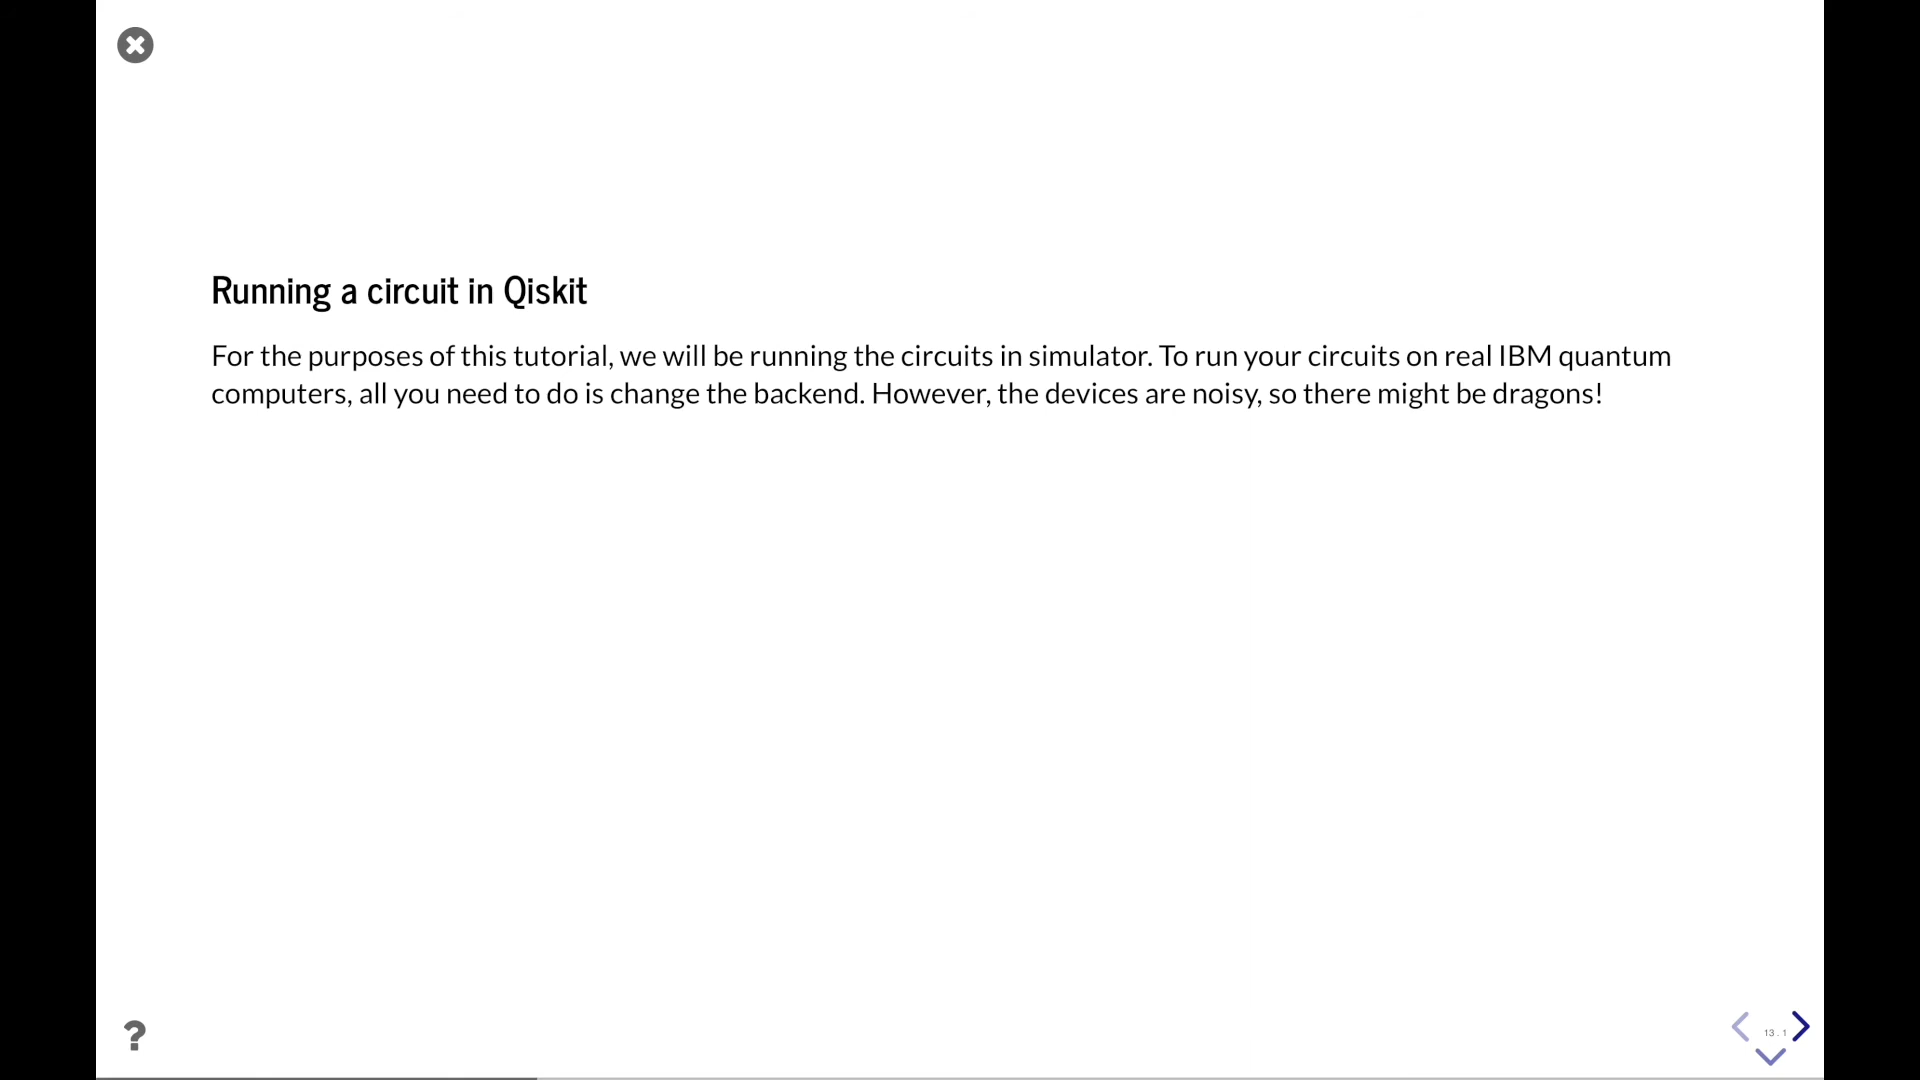 Running a circuit in Qiskit
For the purposes of this tutorial, we will be running the circuits in simulator. To run your circuits on real IBM quantum
computers, all you need to do is change the backend. However, the devices are noisy, so there might be dragons!
?
13 . 1